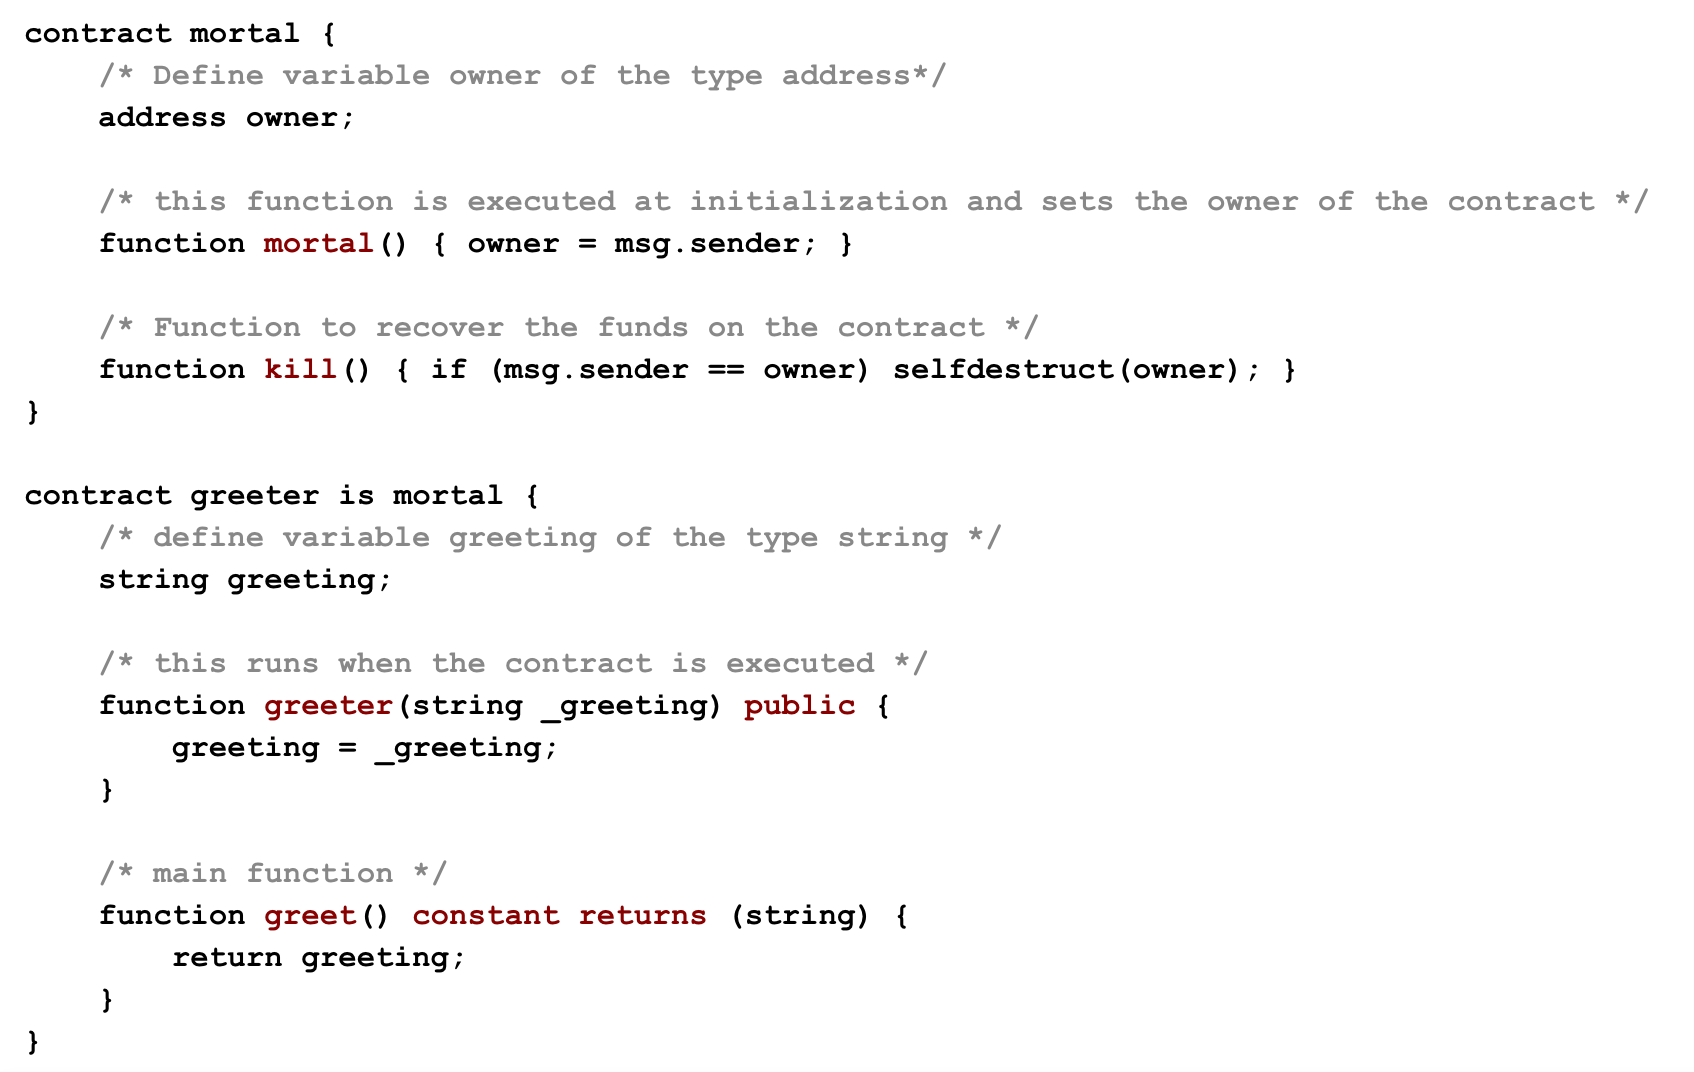 contract mortal {
/* Define variable owner of the type address*/
address owner;
/* this function is executed at initialization and sets the owner of the contract */
function mortal() { owner = msg.sender; }
/* Function to recover the funds on the contract */
function kill() { if (msg.sender == owner) selfdestruct(owner); }
}
contract greeter is mortal {
/* define variable greeting of the type string */
string greeting;
/* this runs when the contract is executed */
function greeter(string _greeting) public {
greeting = _greeting;
}
/* main function */
function greet() constant returns (string) {
return greeting;
}
}